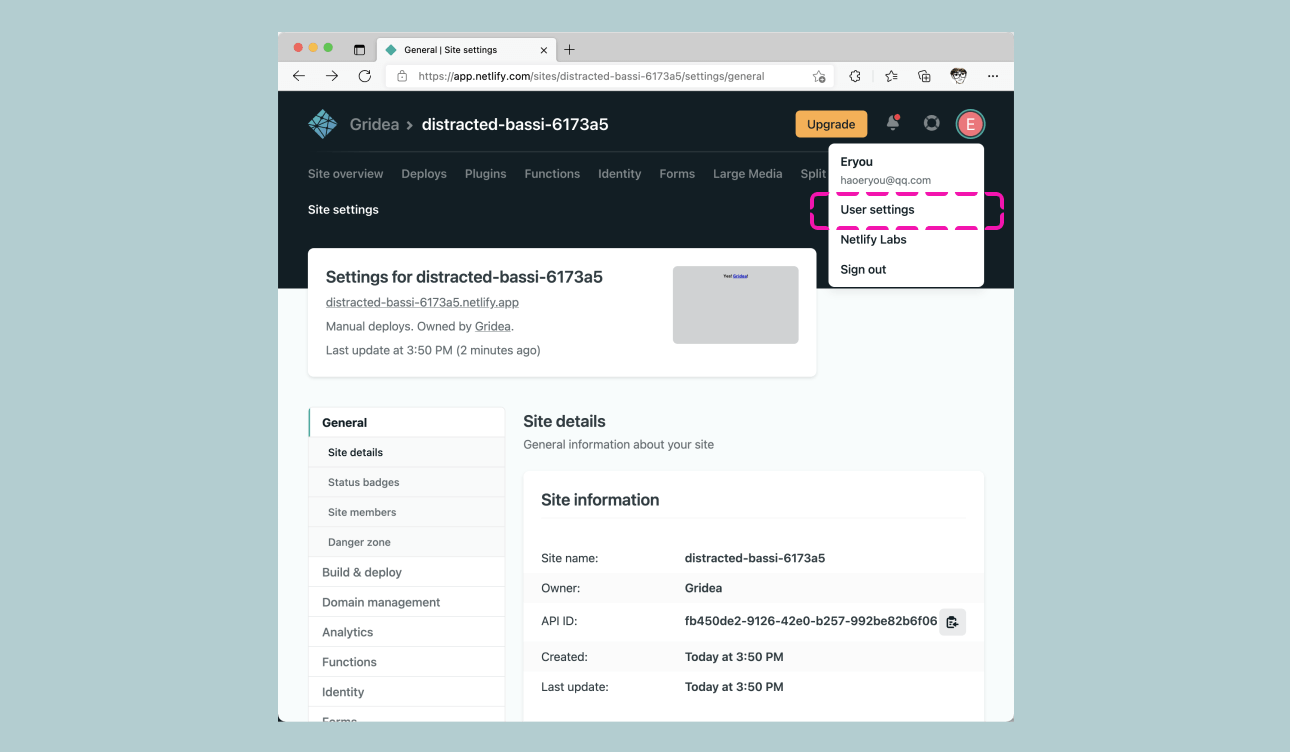 General | Site settings
https://app.netlify.com/sites/distracted-bassi-6173a5/settings/general
Gridea > distracted-bassi-6173a5
Upgrade
E
Eryou
haoeryou@qq.com
User settings
Netlify Labs
Sign out
Site overview Deploys Plugins Functions Identity Forms Large Media Split
Site settings
Settings for distracted-bassi-6173a5
distracted-bassi-6173a5.netlify.app
Manual deploys. Owned by Gridea.
Last update at 3:50 PM (2 minutes ago)
Gridea!
General
Site details
Status badges
Site members
Danger zone
Build & deploy
Domain management
Analytics
Functions
Identity
Forms
Site details
General information about your site
Site information
Site name: distracted-bassi-6173a5
Owner: Gridea
API ID: fb450de2-9126-42e0-b257-992be82b6f06
Created: Today at 3:50 PM
Last update: Today at 3:50 PM